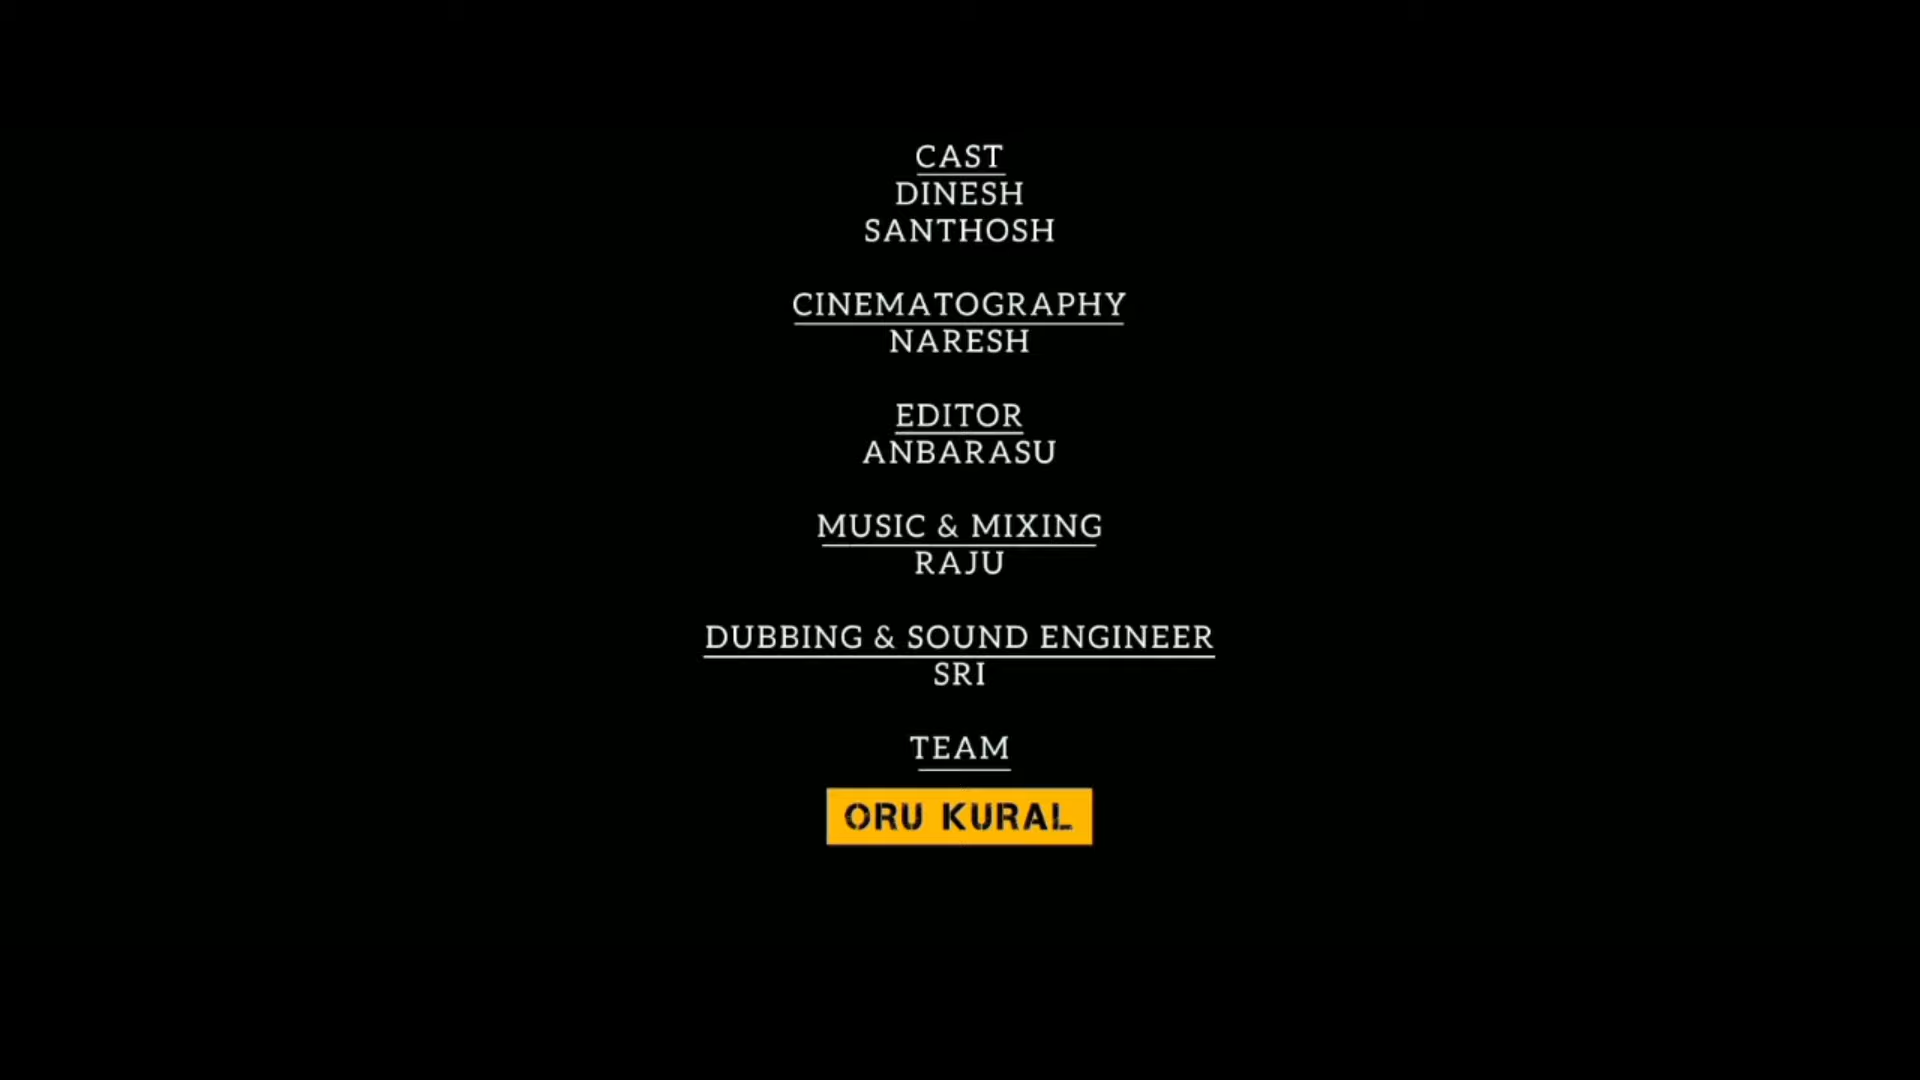 CAST
DINESH
SANTHOSH
CINEMATOGRAPHY
NARESH
EDITOR
ANBARASU
MUSIC & MIXING
RAJU
DUBBING & SOUND ENGINEER
SRI
TEAM
ORU KURAL